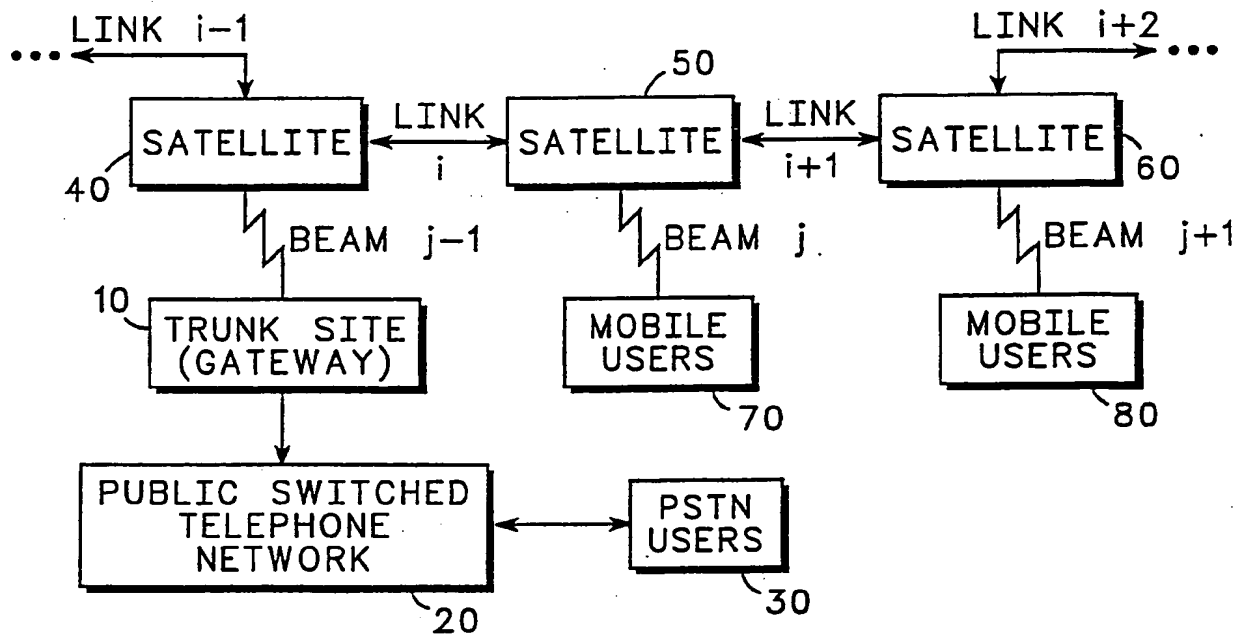 LINK i-1
LINK i+2
50
SATELLITE
LINK
i
SATELLITE
LINK
i+1
SATELLITE
40
60
BEAM j-1
BEAM j
BEAM j+1
10
TRUNK SITE
(GATEWAY)
MOBILE
USERS
MOBILE
USERS
70
80
PUBLIC SWITCHED
TELEPHONE
NETWORK
PSTN
USERS
20
30